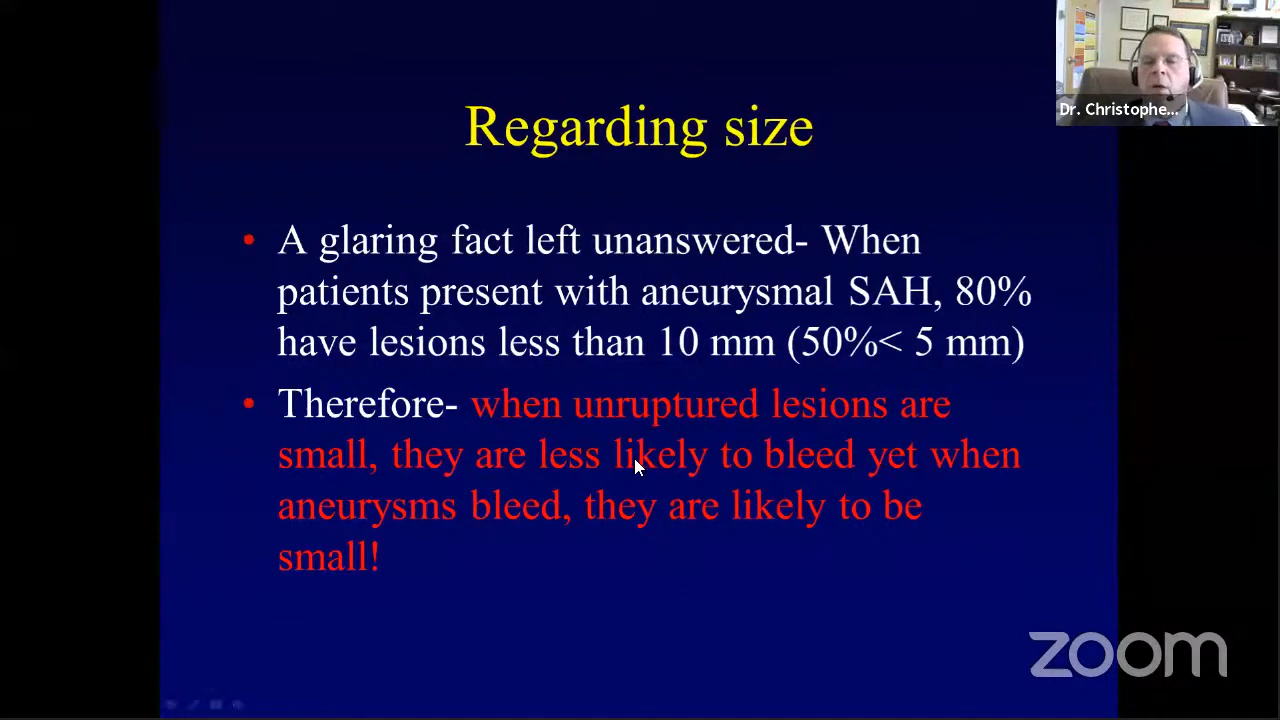 Dr. Christophe...
Regarding size
• A glaring fact left unanswered- When
patients present with aneurysmal SAH, 80%
have lesions less than 10 mm (50%< 5 mm)
• Therefore- when unruptured lesions are
small, they are less likely to bleed yet when
aneurysms bleed, they are likely to be
small!
zoom